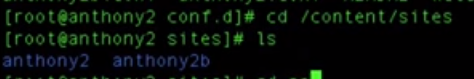 [root@anthony2 conf.d]# cd /content/sites
[root@anthony2 sites]# ls
anthony2 anthony2b